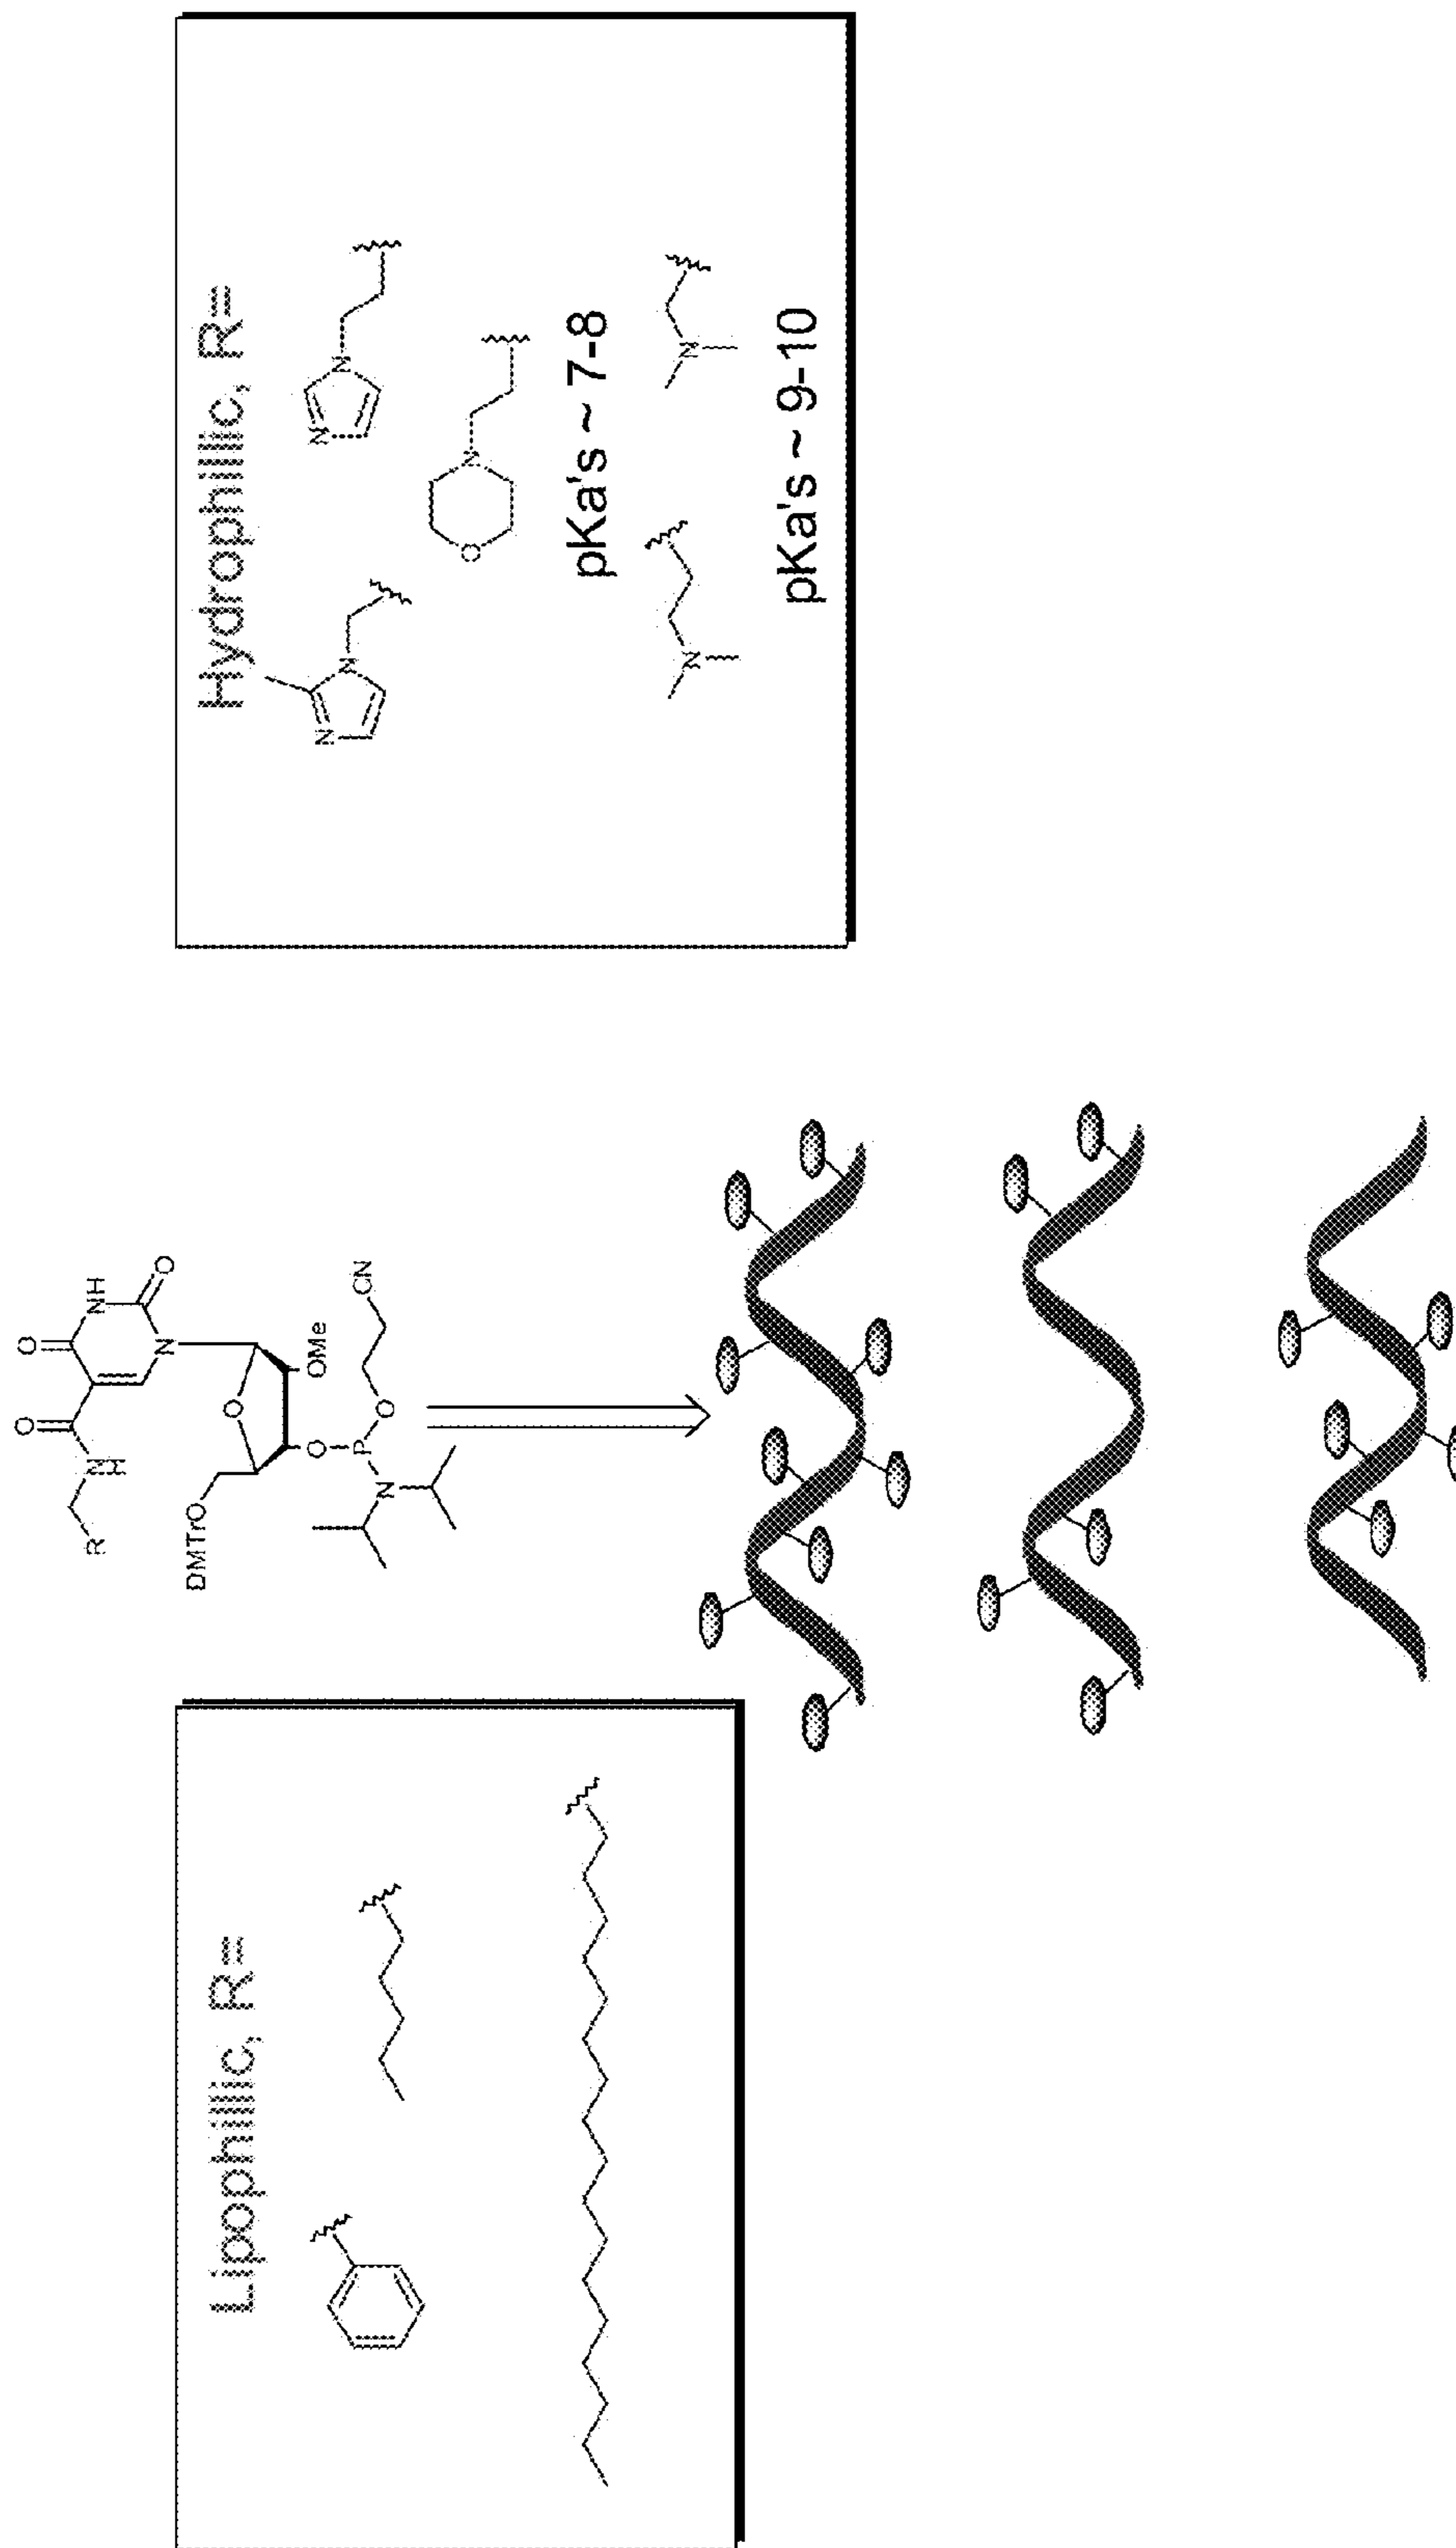 Lipophillic, R=
O
O
NH
N
H
R
N
O
DMTrO
O
O
OMe
P
O
N
CN
Hydrophillic, R=
N
N
N
N
O
N
pKa's ~ 7-8
N
N
pKa's ~ 9-10